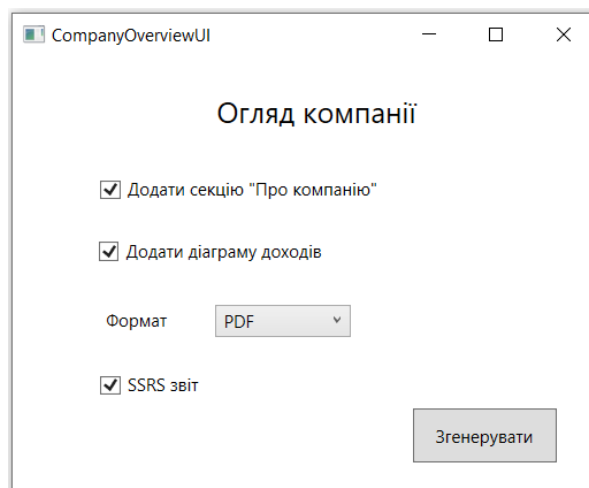 CompanyOverviewUI
Огляд компанії
Додати секцію "Про компанію"
Додати діаграму доходів
Формат PDF
SSRS звіт
Згенерувати